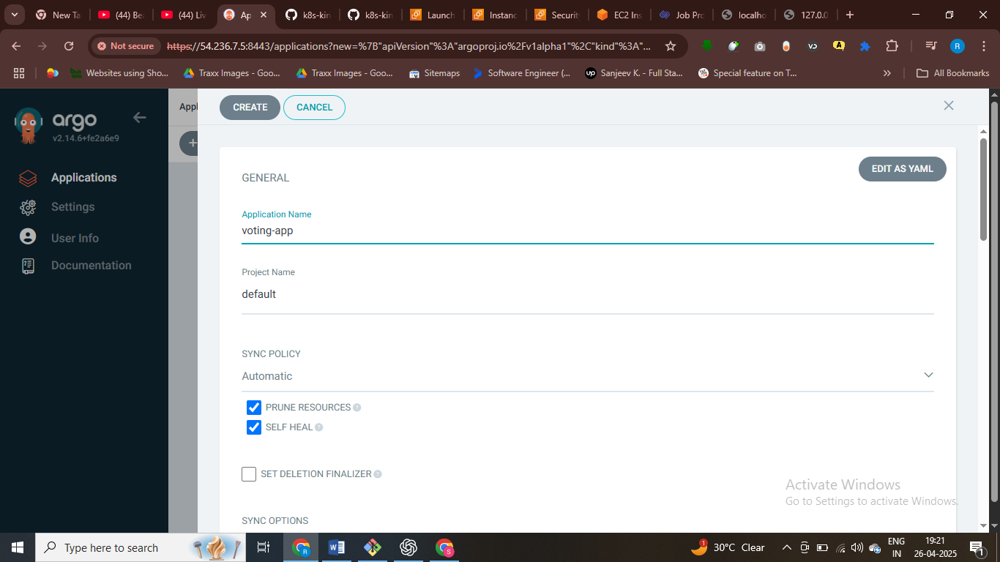 New Ta
(44) Bea
(44) Liv
Ap
k8s-kin
k8s-kin
Launch
Instanc
Securit
EC2 Ins
Job Pro
localho
127.0.0
Not secure
https://54.236.7.5:8443/applications?new=%7B"apiVersion"%3A"argoproj.io%2Fv1alpha1"%2C"kind"%3A"...
Websites using Sho...
Traxx Images - Goo...
Traxx Images - Goo...
Sitemaps
Software Engineer (...
up
Sanjeev K. - Full Sta...
Special feature on T...
All Bookmarks
argo
v2.14.6+fe2a6e9
Applications
Settings
User Info
Documentation
Appl
+
CREATE
CANCEL
GENERAL
EDIT AS YAML
Application Name
voting-app
Project Name
default
SYNC POLICY
Automatic
PRUNE RESOURCES
SELF HEAL
SET DELETION FINALIZER
SYNC OPTIONS
Activate Windows
Go to Settings to activate Windows.
Type here to search
30°C Clear
ENG
IN
19:21
26-04-2025
1